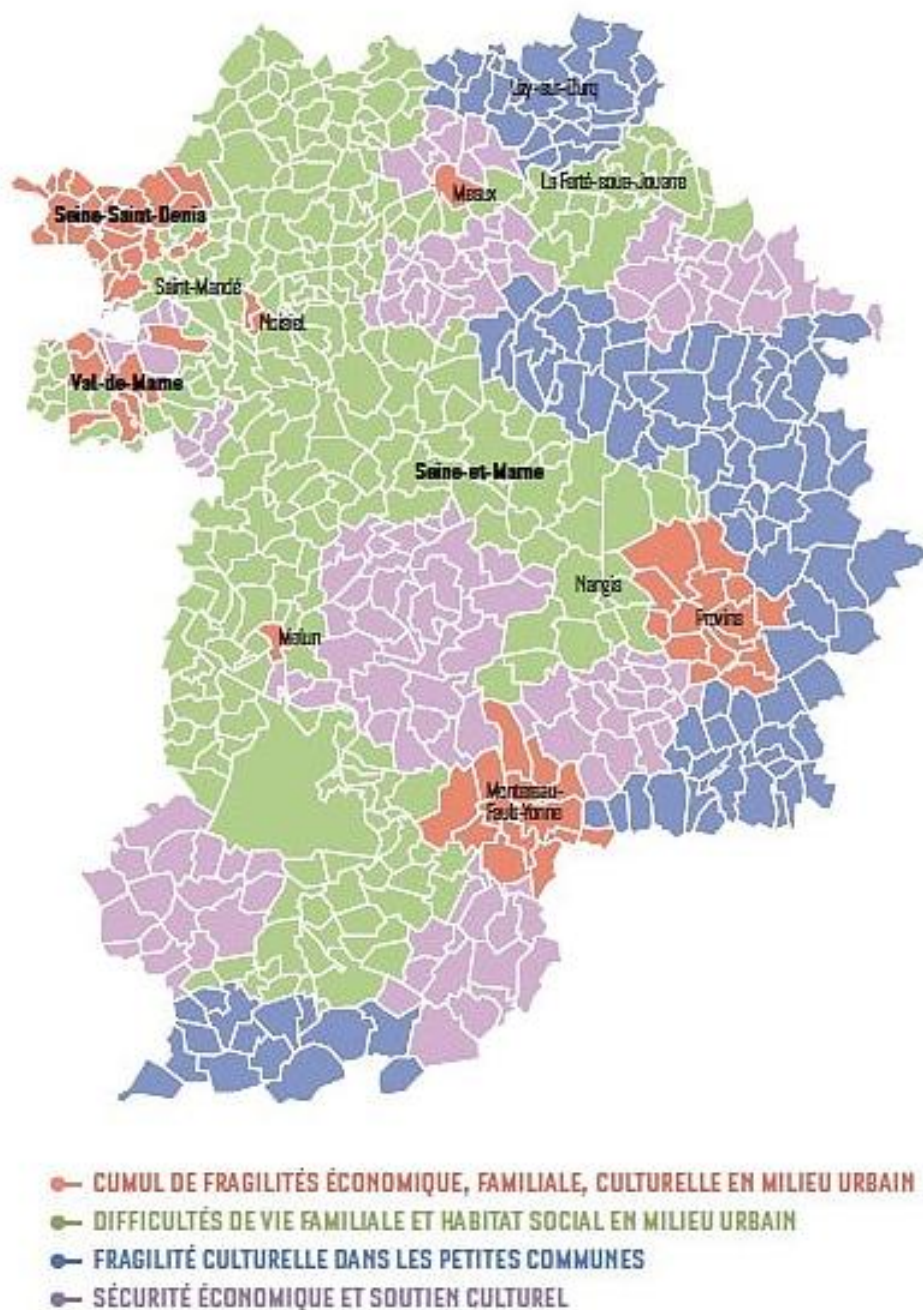 Lizy-sur-Ourq
La Ferté-sous-Jouarre
Meaux
Seine-Saint-Denis
Saint-Mandé
Noisiel
Val-de-Marne
Seine-et-Marne
Nangis
Provins
Melun
Montereau-
Fault-Yonne
CUMUL DE FRAGILITÉS ÉCONOMIQUE, FAMILIALE, CULTURELLE EN MILIEU URBAIN
DIFFICULTÉS DE VIE FAMILIALE ET HABITAT SOCIAL EN MILIEU URBAIN
FRAGILITÉ CULTURELLE DANS LES PETITES COMMUNES
SÉCURITÉ ÉCONOMIQUE ET SOUTIEN CULTUREL